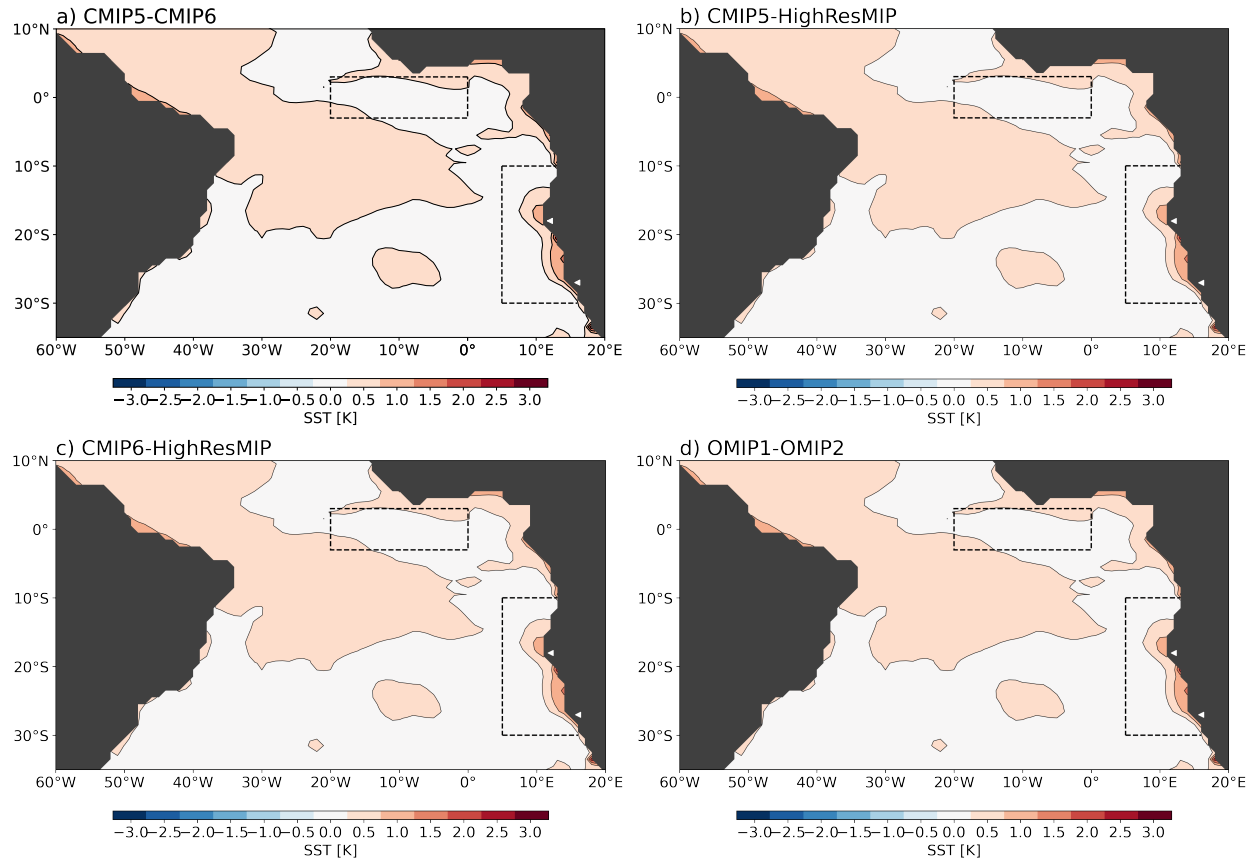 a) CMIP5-CMIP6
10°N
0°
10°S
20°S
30°S
60°W 50°W 40°W 30°W 20°W 10°W 0° 10°E 20°E
−3.0 −2.5 −2.0 −1.5 −1.0 −0.5 0.0 0.5 1.0 1.5 2.0 2.5 3.0
SST [K]
b) CMIP5-HighResMIP
10°N
0°
10°S
20°S
30°S
60°W 50°W 40°W 30°W 20°W 10°W 0° 10°E 20°E
−3.0 −2.5 −2.0 −1.5 −1.0 −0.5 0.0 0.5 1.0 1.5 2.0 2.5 3.0
SST [K]
c) CMIP6-HighResMIP
10°N
0°
10°S
20°S
30°S
60°W 50°W 40°W 30°W 20°W 10°W 0° 10°E 20°E
−3.0 −2.5 −2.0 −1.5 −1.0 −0.5 0.0 0.5 1.0 1.5 2.0 2.5 3.0
SST [K]
d) OMIP1-OMIP2
10°N
0°
10°S
20°S
30°S
60°W 50°W 40°W 30°W 20°W 10°W 0° 10°E 20°E
−3.0 −2.5 −2.0 −1.5 −1.0 −0.5 0.0 0.5 1.0 1.5 2.0 2.5 3.0
SST [K]